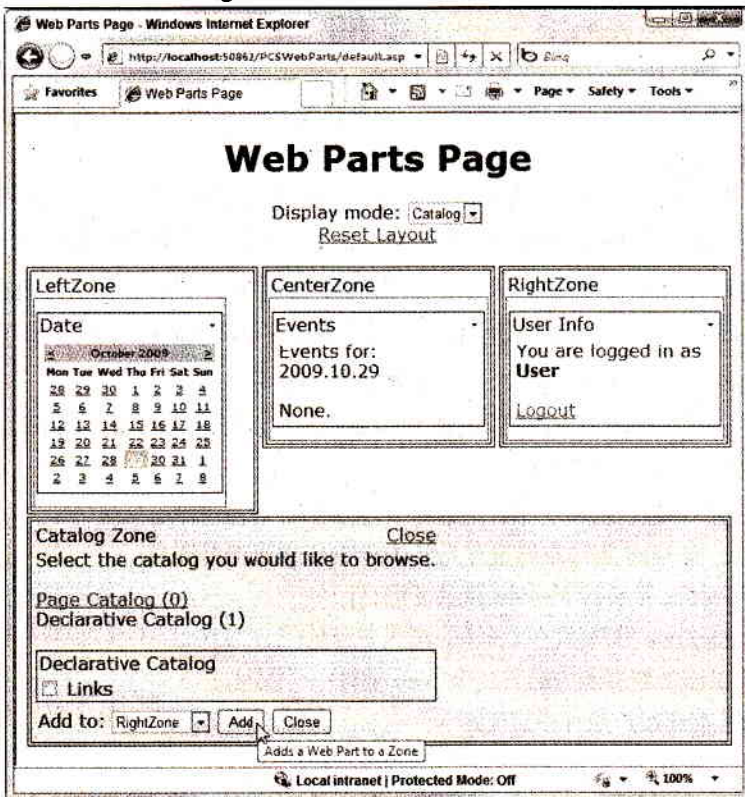 Web Parts Page - Windows Internet Explorer
http://localhost:50862/PCSWebParts/default.asp
Bing
Favorites Web Parts Page Page Safety Tools
Web Parts Page
Display mode: Catalog
Reset Layout
LeftZone
Date
< October 2009 >
Mon Tue Wed Thu Fri Sat Sun
28 29 30 1 2 3 4
5 6 7 8 9 10 11
12 13 14 15 16 17 18
19 20 21 22 23 24 25
26 27 28 30 31 1
2 3 4 5 6 7 8
CenterZone
Events
Events for:
2009.10.29
None.
RightZone
User Info
You are logged in as
User
Logout
Catalog Zone Close
Select the catalog you would like to browse.
Page Catalog (0)
Declarative Catalog (1)
Declarative Catalog
Links
Add to: RightZone Add Close
Adds a Web Part to a Zone
Local intranet | Protected Mode: Off 100%